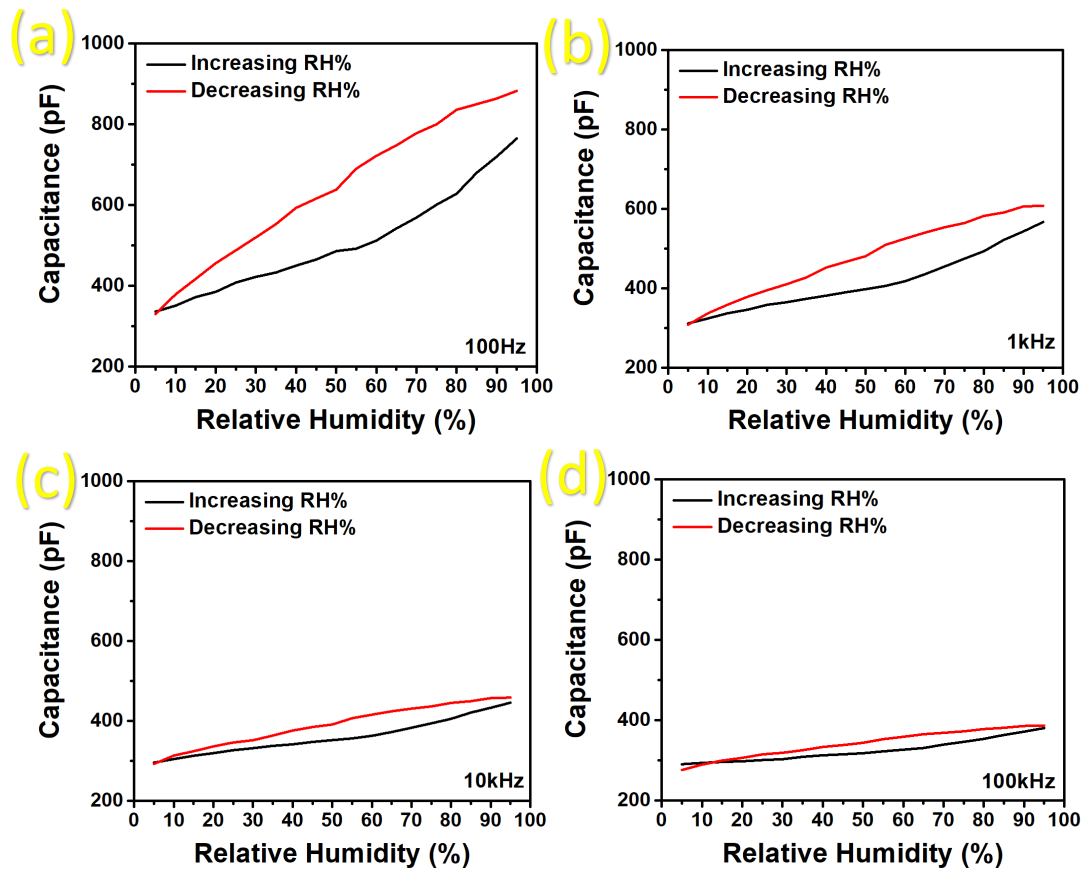 (a)
1000
800
600
400
200
Capacitance (pF)
Increasing RH%
Decreasing RH%
100Hz
0 10 20 30 40 50 60 70 80 90 100
Relative Humidity (%)
(b)
1000
800
600
400
200
Capacitance (pF)
Increasing RH%
Decreasing RH%
1kHz
0 10 20 30 40 50 60 70 80 90 100
Relative Humidity (%)
(c)
1000
800
600
400
200
Capacitance (pF)
Increasing RH%
Decreasing RH%
10kHz
0 10 20 30 40 50 60 70 80 90 100
Relative Humidity (%)
(d)
1000
800
600
400
200
Capacitance (pF)
Increasing RH%
Decreasing RH%
100kHz
0 10 20 30 40 50 60 70 80 90 100
Relative Humidity (%)